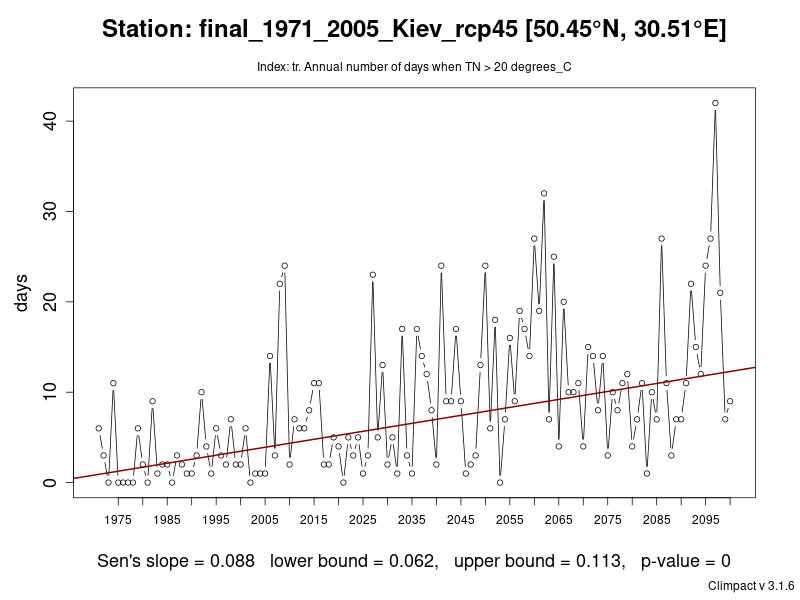 Station: final_1971_2005_Kiev_rcp45 [50.45°N, 30.51°E]
Index: tr. Annual number of days when TN > 20 degrees_C
days
40
30
20
10
0
1975 1985 1995 2005 2015 2025 2035 2045 2055 2065 2075 2085 2095
Sen's slope = 0.088 lower bound = 0.062, upper bound = 0.113, p-value = 0
Climpact v 3.1.6